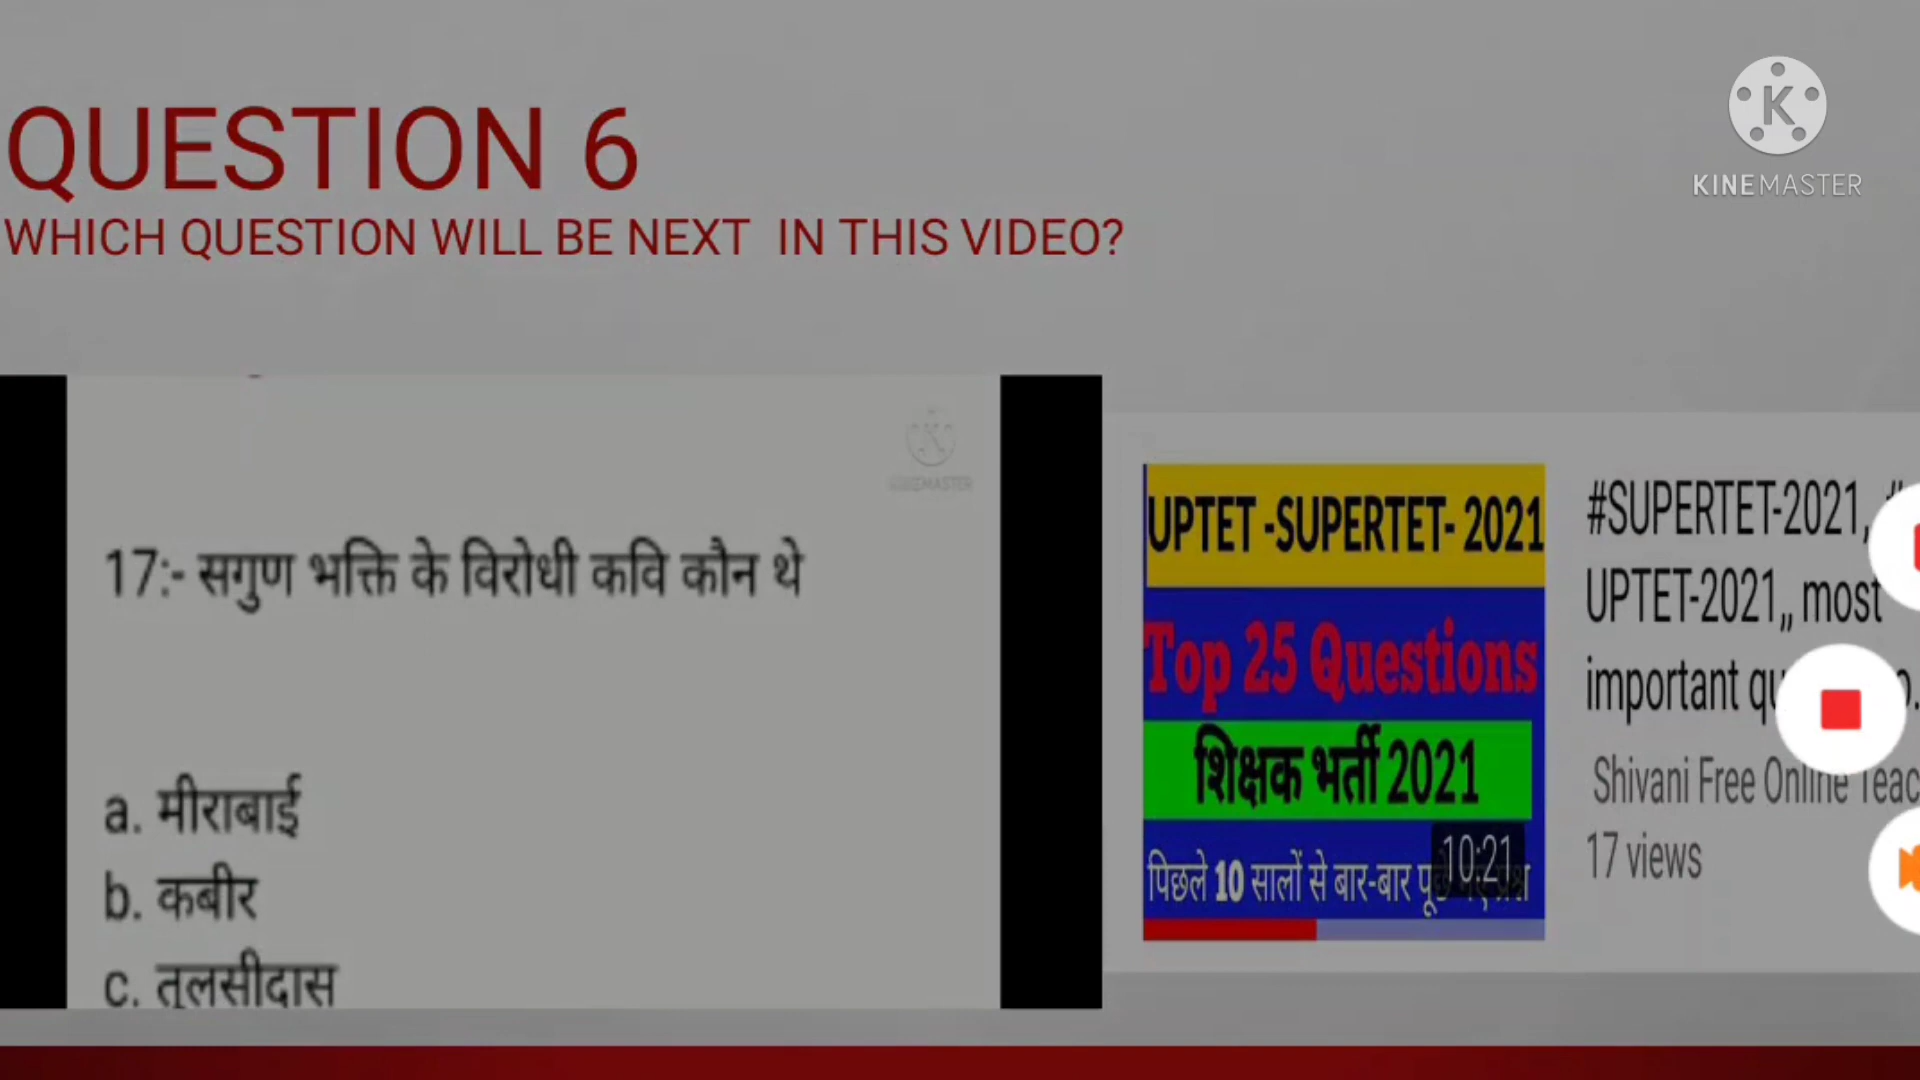 QUESTION 6
WHICH QUESTION WILL BE NEXT IN THIS VIDEO?
KINEMASTER
KINEMASTER
17:- सगुण भक्ति के विरोधी कवि कौन थे
a. मीराबाई
b. कबीर
c. तुलसीदास
UPTET -SUPERTET- 2021
Top 25 Questions
शिक्षक भर्ती 2021
पिछले 10 सालों से बार-बार
10:21
#SUPERTET-2021,
UPTET-2021,, most
important
Shivani Free Online
17 views